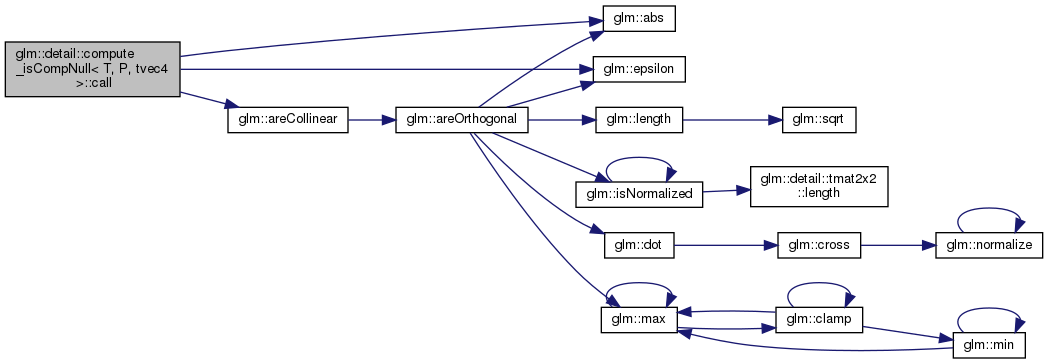 glm::detail::compute
_isCompNull< T, P, tvec4
>::call
glm::abs
glm::epsilon
glm::areCollinear
glm::areOrthogonal
glm::length
glm::sqrt
glm::isNormalized
glm::detail::tmat2x2
::length
glm::dot
glm::cross
glm::normalize
glm::max
glm::clamp
glm::min